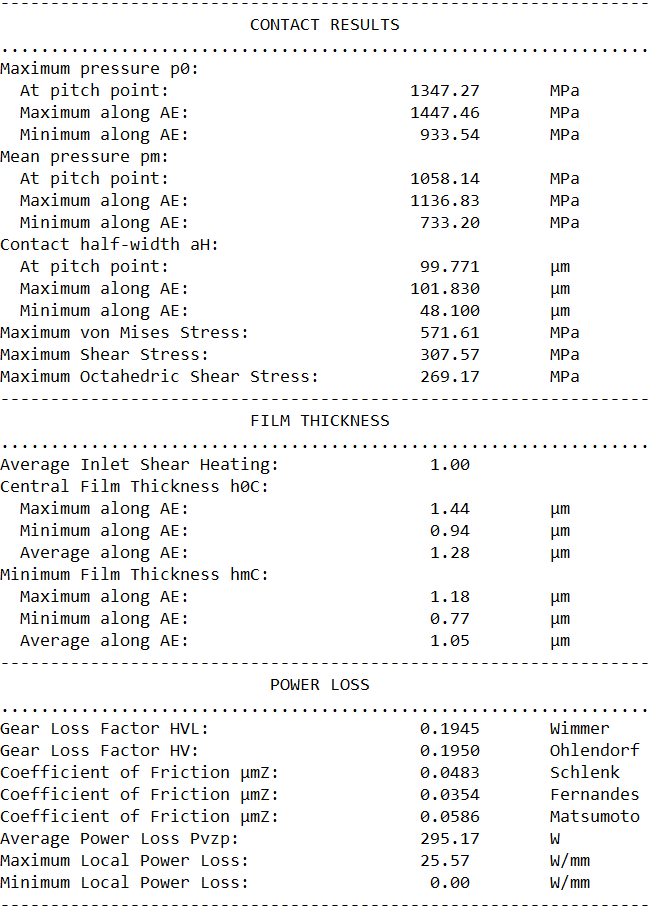 -----------------------------------------------------------------
CONTACT RESULTS
.................................................................
Maximum pressure p0:
  At pitch point:                        1347.27       MPa
  Maximum along AE:                      1447.46       MPa
  Minimum along AE:                       933.54       MPa
Mean pressure pm:
  At pitch point:                        1058.14       MPa
  Maximum along AE:                      1136.83       MPa
  Minimum along AE:                       733.20       MPa
Contact half-width aH:
  At pitch point:                         99.771       µm
  Maximum along AE:                      101.830       µm
  Minimum along AE:                       48.100       µm
Maximum von Mises Stress:                 571.61       MPa
Maximum Shear Stress:                     307.57       MPa
Maximum Octahedric Shear Stress:          269.17       MPa
-----------------------------------------------------------------
FILM THICKNESS
.................................................................
Average Inlet Shear Heating:               1.00
Central Film Thickness h0C:
  Maximum along AE:                        1.44        µm
  Minimum along AE:                        0.94        µm
  Average along AE:                        1.28        µm
Minimum Film Thickness hmC:
  Maximum along AE:                        1.18        µm
  Minimum along AE:                        0.77        µm
  Average along AE:                        1.05        µm
-----------------------------------------------------------------
POWER LOSS
.................................................................
Gear Loss Factor HVL:                     0.1945       Wimmer
Gear Loss Factor HV:                      0.1950       Ohlendorf
Coefficient of Friction µmZ:              0.0483       Schlenk
Coefficient of Friction µmZ:              0.0354       Fernandes
Coefficient of Friction µmZ:              0.0586       Matsumoto
Average Power Loss Pvzp:                  295.17       W
Maximum Local Power Loss:                 25.57        W/mm
Minimum Local Power Loss:                  0.00        W/mm
-----------------------------------------------------------------